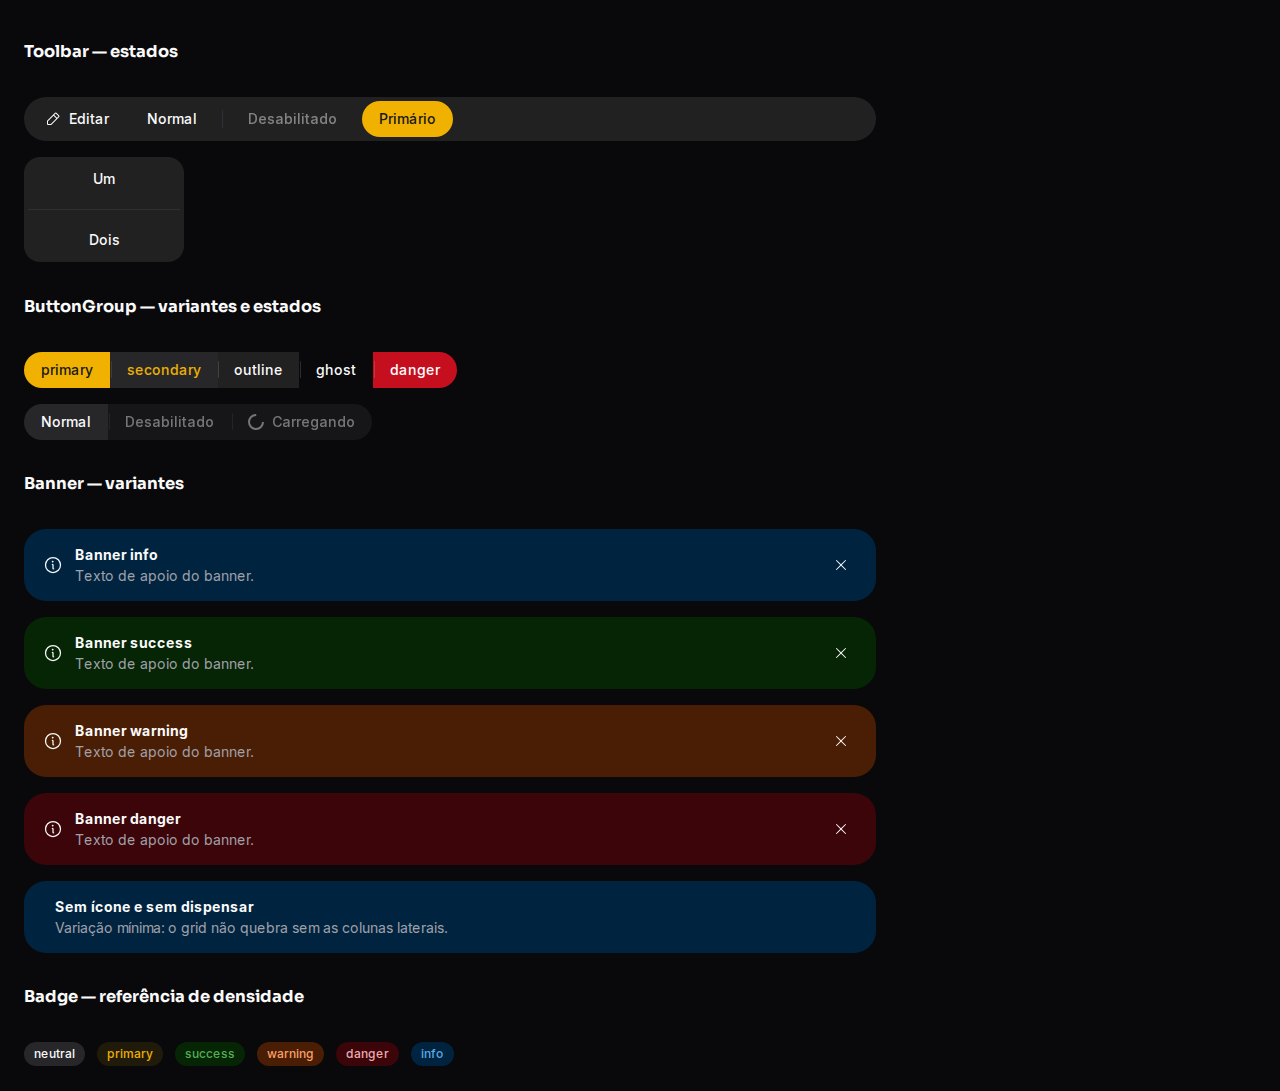 Toolbar — estados
Editar Normal Desabilitado Primário
Um
Dois
ButtonGroup — variantes e estados
primary secondary outline ghost danger
Normal Desabilitado Carregando
Banner — variantes
Banner info
Texto de apoio do banner.
Banner success
Texto de apoio do banner.
Banner warning
Texto de apoio do banner.
Banner danger
Texto de apoio do banner.
Sem ícone e sem dispensar
Variação mínima: o grid não quebra sem as colunas laterais.
Badge — referência de densidade
neutral primary success warning danger info